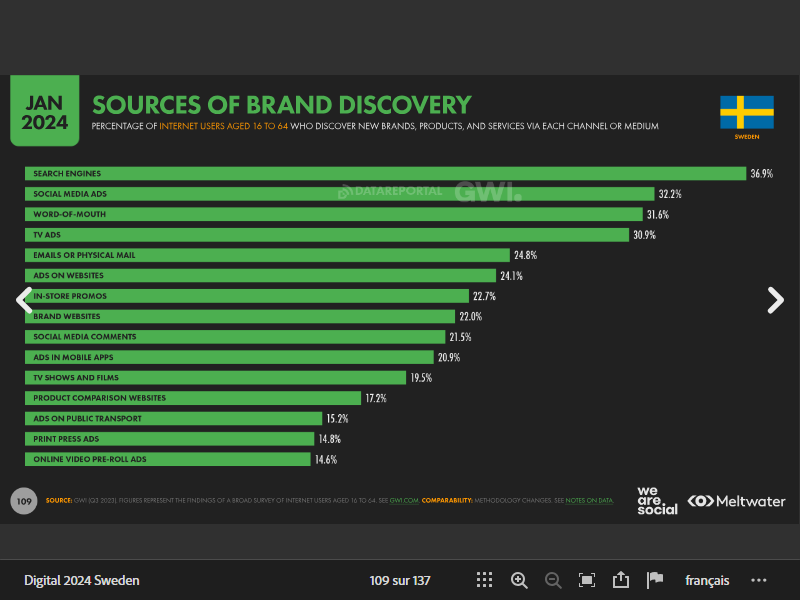 JAN
2024
SOURCES OF BRAND DISCOVERY
PERCENTAGE OF INTERNET USERS AGED 16 TO 64 WHO DISCOVER NEW BRANDS, PRODUCTS, AND SERVICES VIA EACH CHANNEL OR MEDIUM
SWEDEN
SEARCH ENGINES 36.9%
DATAREPORTAL GWI.
SOCIAL MEDIA ADS 32.2%
WORD-OF-MOUTH 31.6%
TV ADS 30.9%
EMAILS OR PHYSICAL MAIL 24.8%
ADS ON WEBSITES 24.1%
IN-STORE PROMOS 22.7%
BRAND WEBSITES 22.0%
SOCIAL MEDIA COMMENTS 21.5%
ADS IN MOBILE APPS 20.9%
TV SHOWS AND FILMS 19.5%
PRODUCT COMPARISON WEBSITES 17.2%
ADS ON PUBLIC TRANSPORT 15.2%
PRINT PRESS ADS 14.8%
ONLINE VIDEO PRE-ROLL ADS 14.6%
109 SOURCE: GWI (Q3 2023). FIGURES REPRESENT THE FINDINGS OF A BROAD SURVEY OF INTERNET USERS AGED 16 TO 64. SEE GWI.COM. COMPARABILITY: METHODOLOGY CHANGES. SEE NOTES ON DATA.
we
are.
social
Meltwater
Digital 2024 Sweden 109 sur 137 français